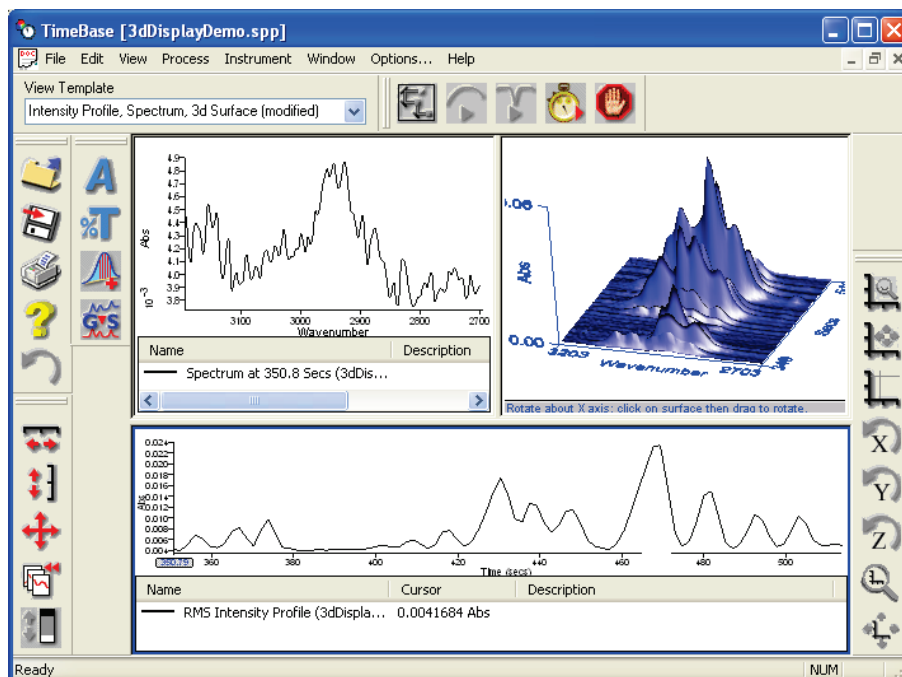 TimeBase [3dDisplayDemo.spp]
File Edit View Process Instrument Window Options... Help
View Template
Intensity Profile, Spectrum, 3d Surface (modified)
A
%T
G S
?
4.9
4.8
4.7
4.6
4.5
4.4
4.3
4.2
4.1
4.0
3.9
3.8
10⁻³ Abs
3100 3000 2900 2800 2700
Wavenumber
Name Description
Spectrum at 350.8 Secs (3dDis...
0.06
Abs
0.00
3203 Wavenumber 2703
Rotate about X axis: click on surface then drag to rotate.
X
Y
Z
0.024
0.020
0.018
0.016
0.014
0.012
0.010
0.008
0.006
0.004
Abs
350.79 360 380 400 420 440 460 480 500
Time (secs)
Name Cursor Description
RMS Intensity Profile (3dDispla... 0.0041684 Abs
Ready NUM